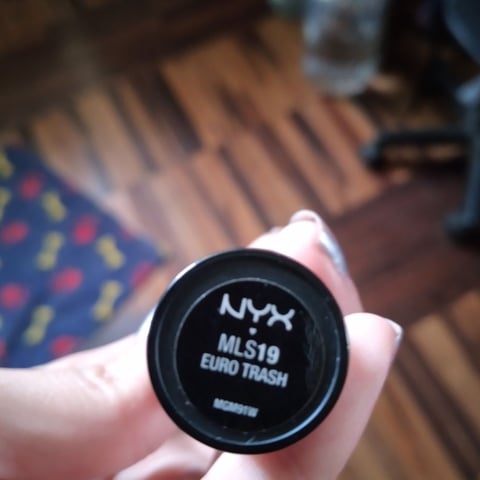 NYX
MLS19
EURO TRASH
MGM91W